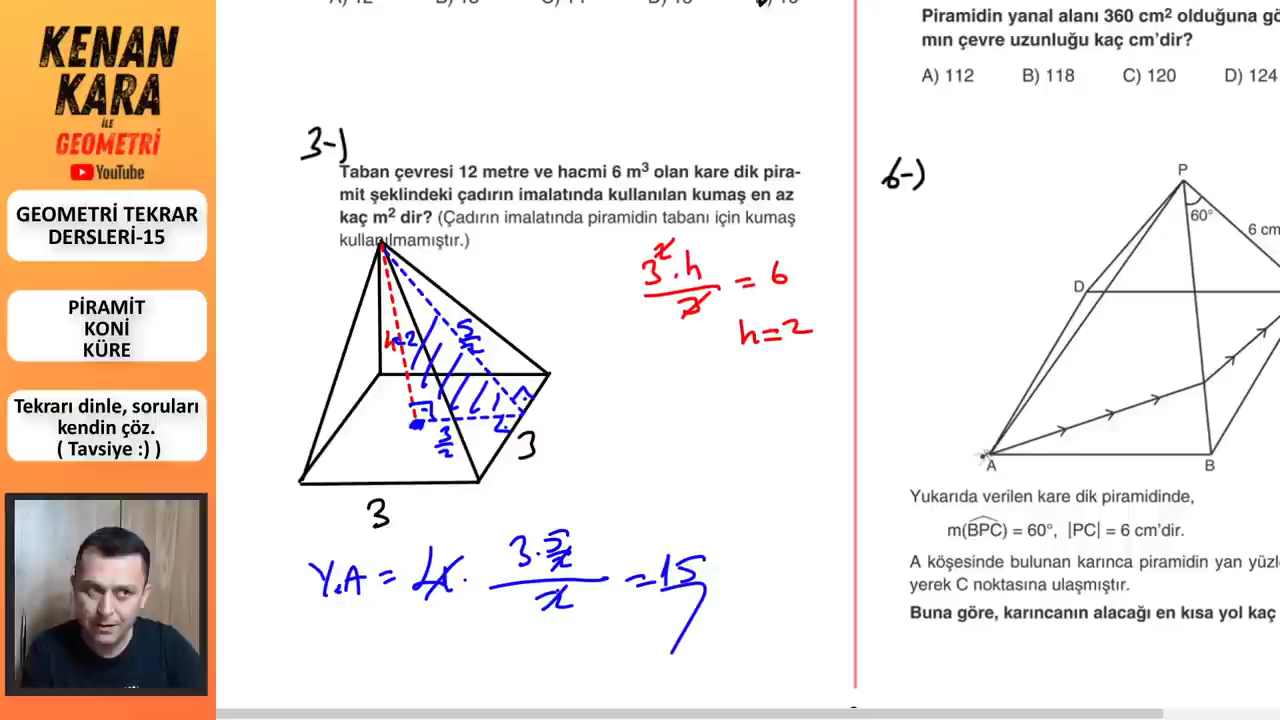 KENAN
KARA
İLE
GEOMETRİ
YouTube
GEOMETRİ TEKRAR
DERSLERİ-15
PİRAMİT
KONİ
KÜRE
Tekrarı dinle, soruları
kendin çöz.
( Tavsiye :) )
3-)
Taban çevresi 12 metre ve hacmi 6 m³ olan kare dik pira-
mit şeklindeki çadırın imalatında kullanılan kumaş en az
kaç m² dir? (Çadırın imalatında piramidin tabanı için kumaş
kullanılmamıştır.)
3² · h / 3 = 6
h = 2
h=2
5/2
3/2
3
3
Y.A = 4 · 3 · 5/2 / 2 = 15
Piramidin yanal alanı 360 cm² olduğuna gö
mın çevre uzunluğu kaç cm'dir?
A) 112 B) 118 C) 120 D) 124
6-)
P
60°
6 cm
D
A
B
Yukarıda verilen kare dik piramidinde,
m(BPC) = 60°, |PC| = 6 cm'dir.
A köşesinde bulunan karınca piramidin yan yüzl
yerek C noktasına ulaşmıştır.
Buna göre, karıncanın alacağı en kısa yol kaç